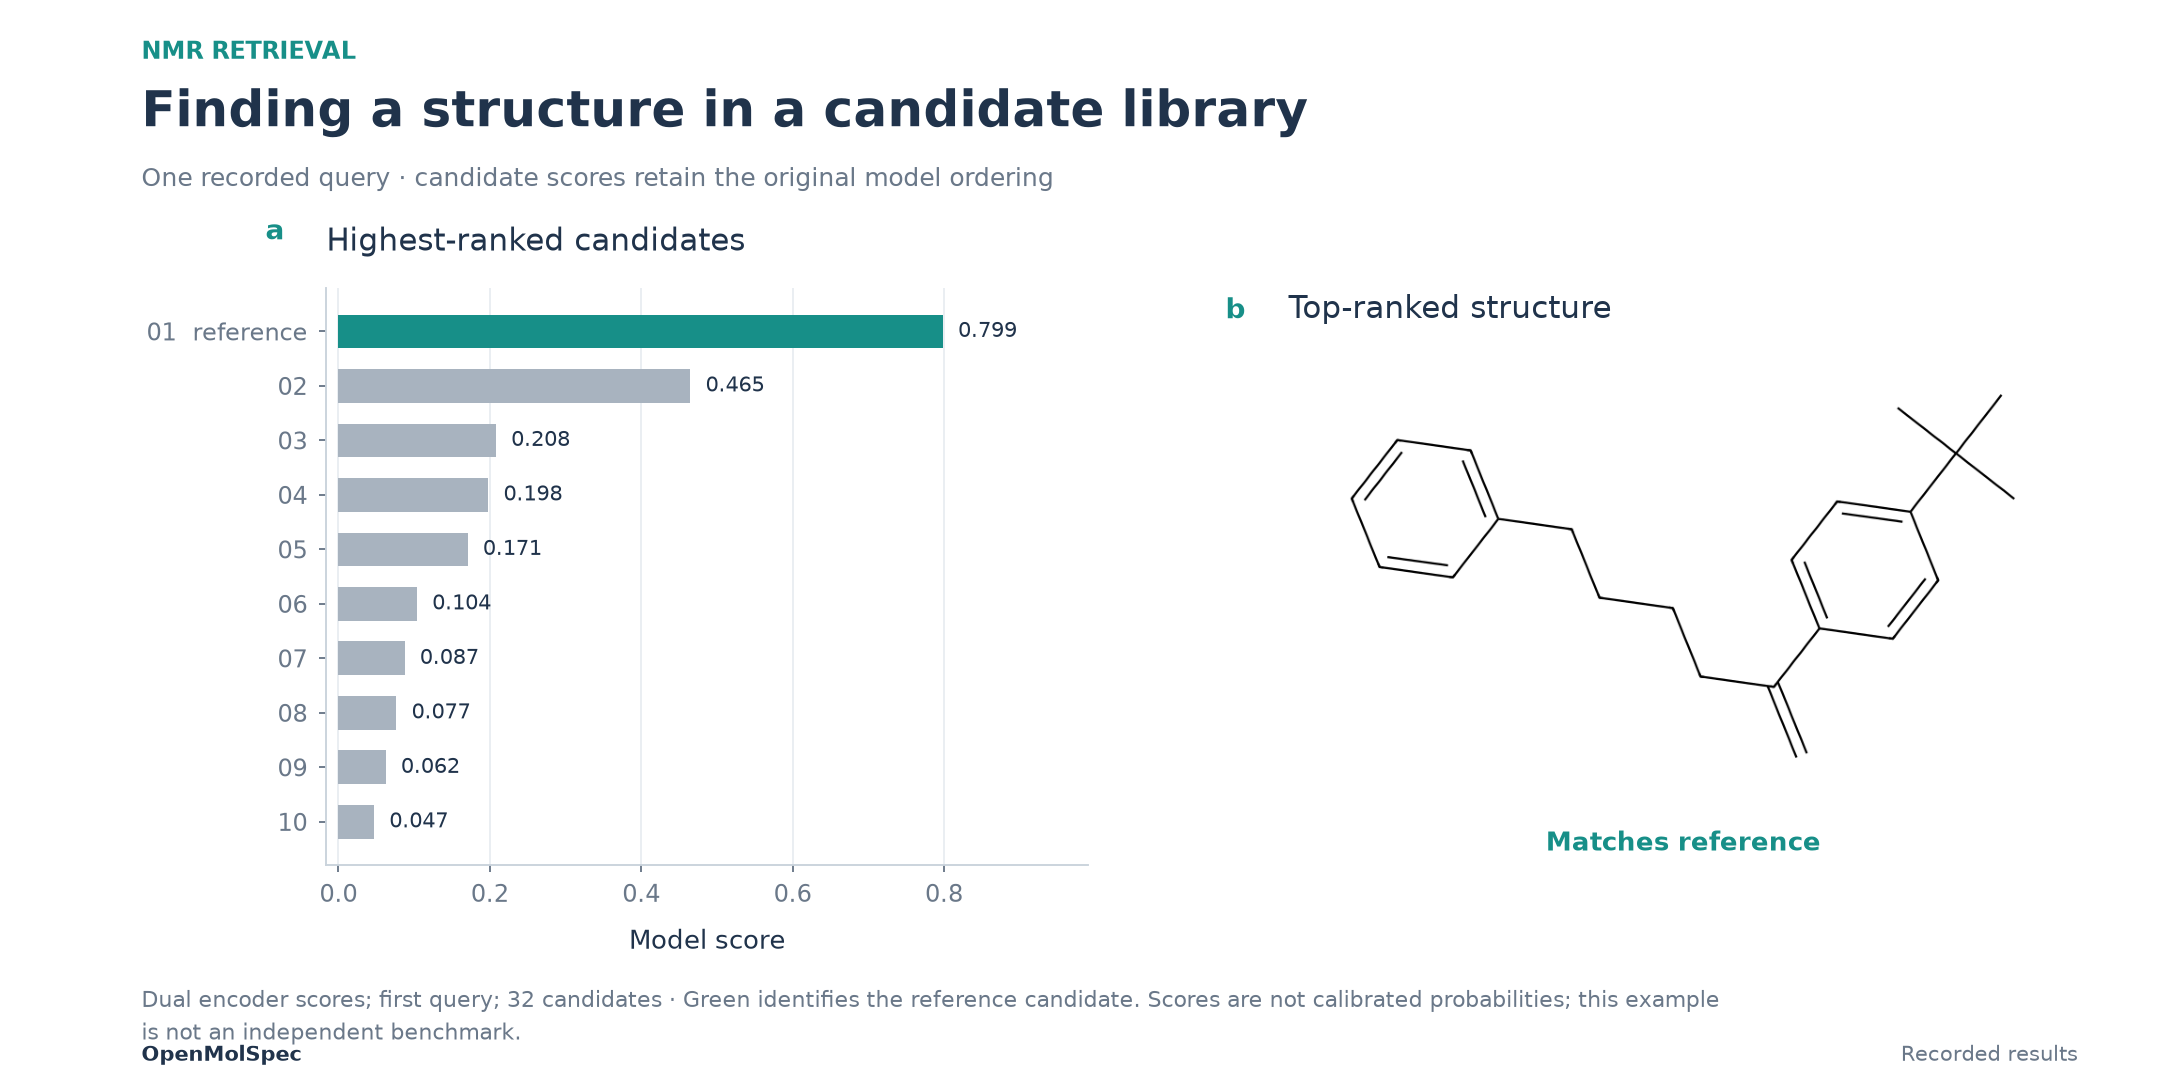 NMR RETRIEVAL
Finding a structure in a candidate library
One recorded query · candidate scores retain the original model ordering
a Highest-ranked candidates
01 reference 0.799
02 0.465
03 0.208
04 0.198
05 0.171
06 0.104
07 0.087
08 0.077
09 0.062
10 0.047
0.0 0.2 0.4 0.6 0.8
Model score
b Top-ranked structure
Matches reference
Dual encoder scores; first query; 32 candidates · Green identifies the reference candidate. Scores are not calibrated probabilities; this example
is not an independent benchmark.
OpenMolSpec
Recorded results